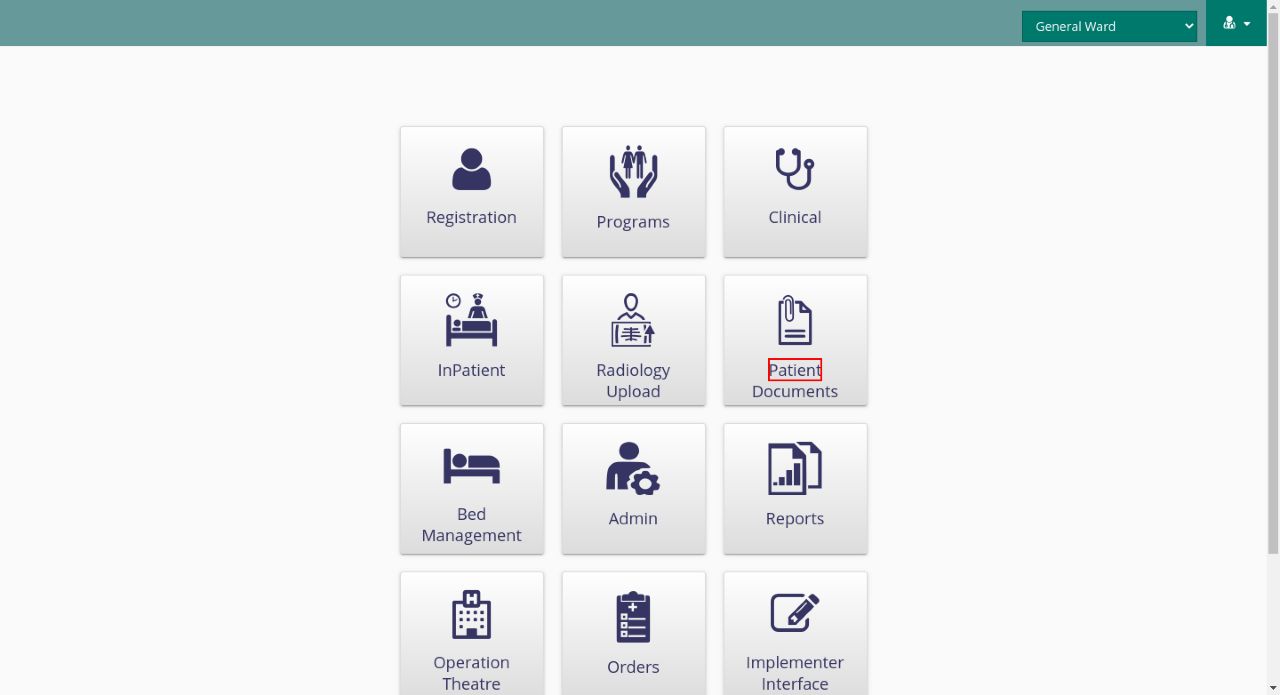 General Ward
Registration
Programs
Clinical
InPatient
Radiology
Upload
Patient
Documents
Bed
Management
Admin
Reports
Operation
Theatre
Orders
Implementer
Interface